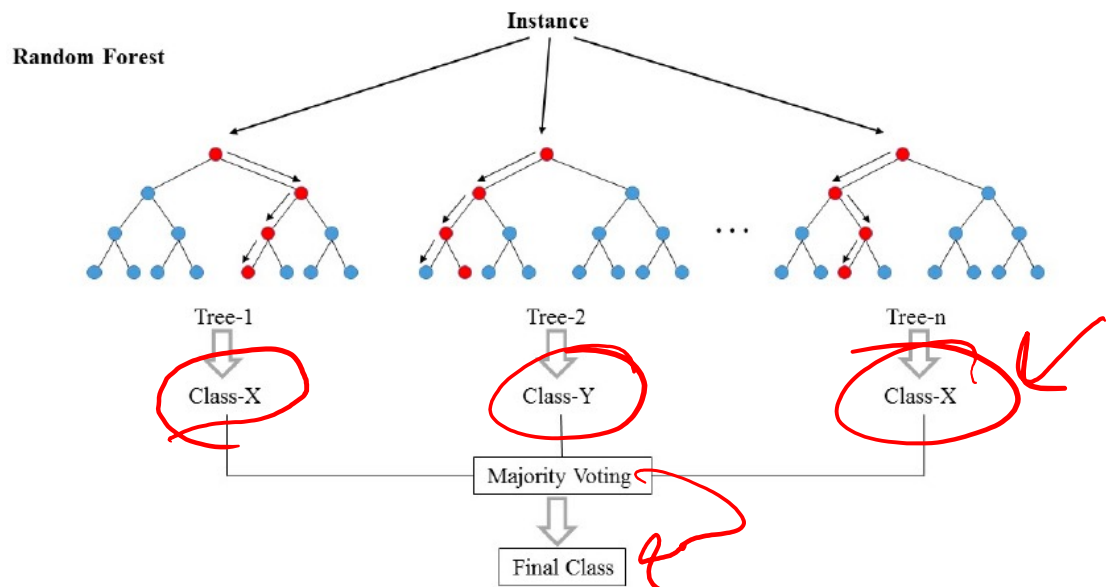 Instance
Random Forest
...
Tree-1 Tree-2 Tree-n
Class-X Class-Y Class-X
Majority Voting
Final Class